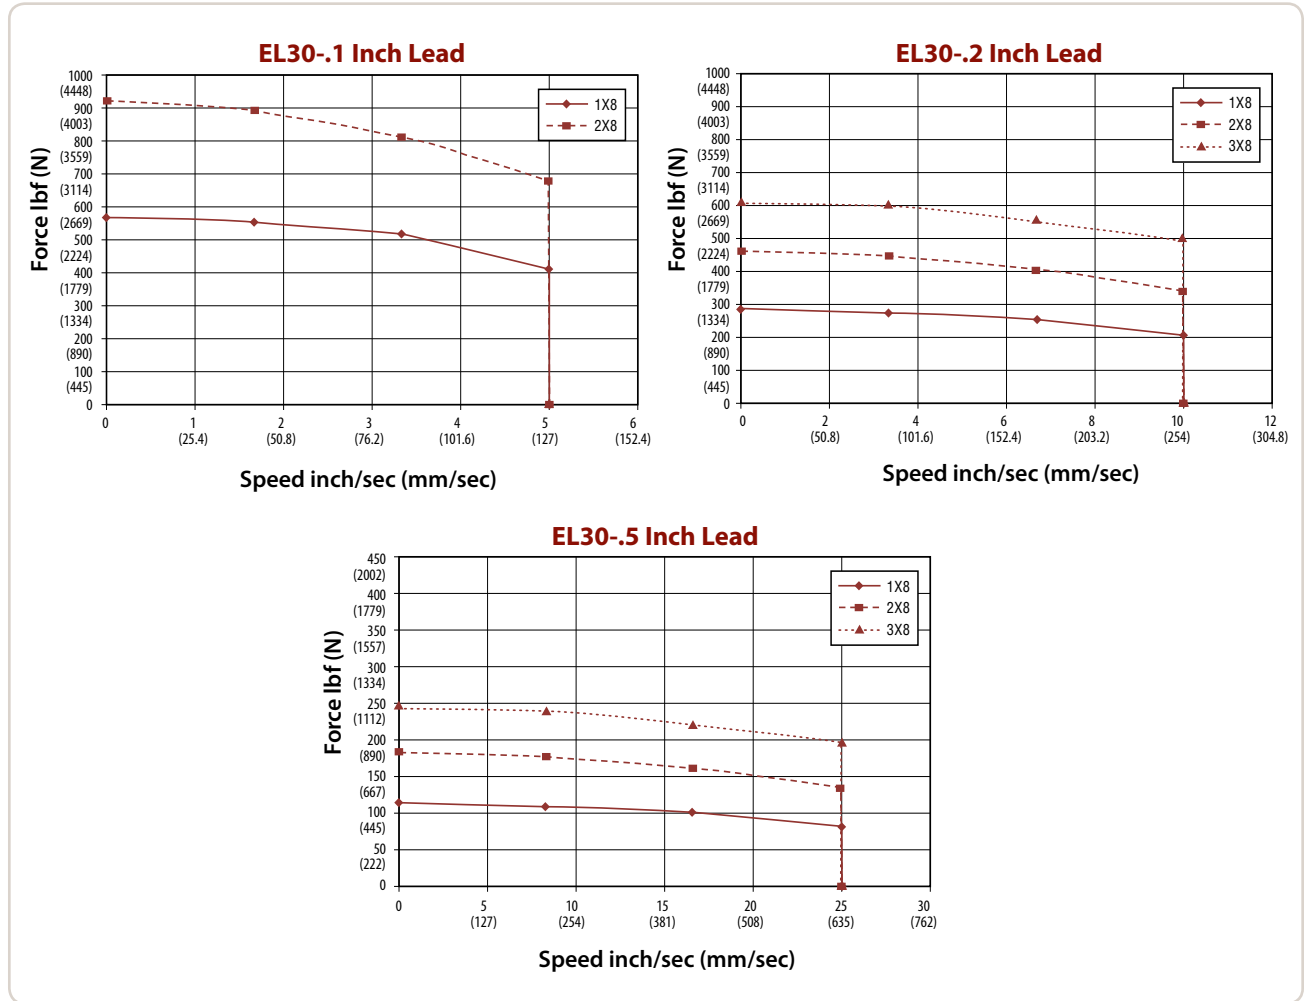 EL30-.1 Inch Lead
Force lbf (N)
1000
(4448)
900
(4003)
800
(3559)
700
(3114)
600
(2669)
500
(2224)
400
(1779)
300
(1334)
200
(890)
100
(445)
0
1X8
2X8
0 1 2 3 4 5 6
(25.4) (50.8) (76.2) (101.6) (127) (152.4)
Speed inch/sec (mm/sec)
EL30-.2 Inch Lead
Force lbf (N)
1000
(4448)
900
(4003)
800
(3559)
700
(3114)
600
(2669)
500
(2224)
400
(1779)
300
(1334)
200
(890)
100
(445)
0
1X8
2X8
3X8
0 2 4 6 8 10 12
(50.8) (101.6) (152.4) (203.2) (254) (304.8)
Speed inch/sec (mm/sec)
EL30-.5 Inch Lead
Force lbf (N)
450
(2002)
400
(1779)
350
(1557)
300
(1334)
250
(1112)
200
(890)
150
(667)
100
(445)
50
(222)
0
1X8
2X8
3X8
0 5 10 15 20 25 30
(127) (254) (381) (508) (635) (762)
Speed inch/sec (mm/sec)